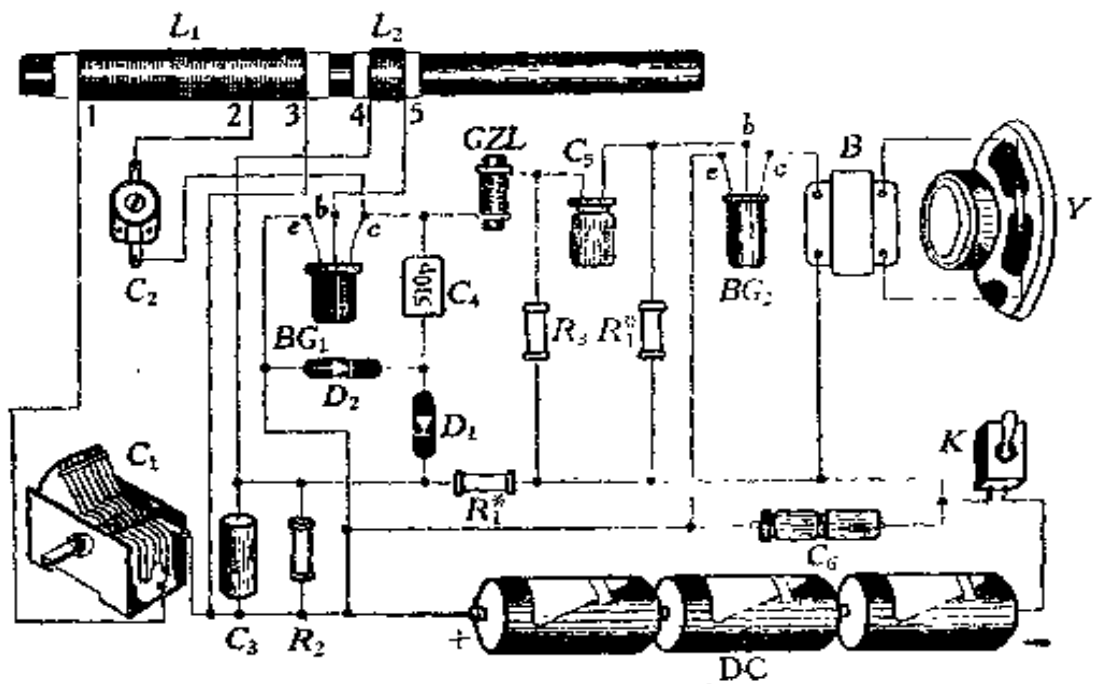 L₁ L₂
1 2 3 4 5
GZL C₅ b e c B Y
C₂ e b c 510p C₄ BG₂
BG₁ R₃ R₁*
D₂
D₁ K
C₁ R₁*
C₆
C₃ R₂ + DC −